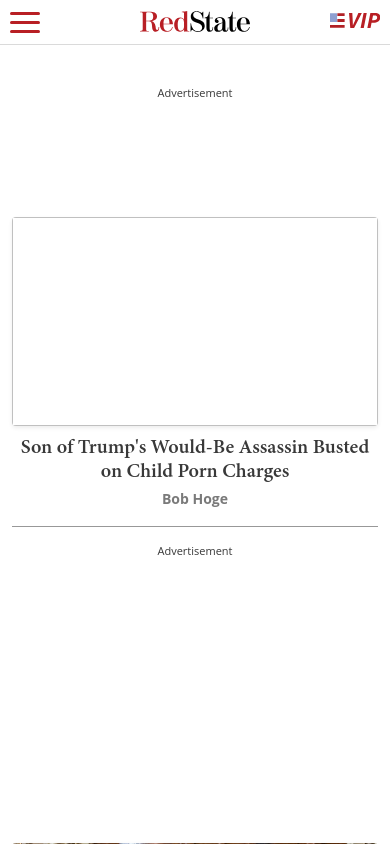 RedState
VIP
Advertisement
Son of Trump's Would-Be Assassin Busted
on Child Porn Charges
Bob Hoge
Advertisement